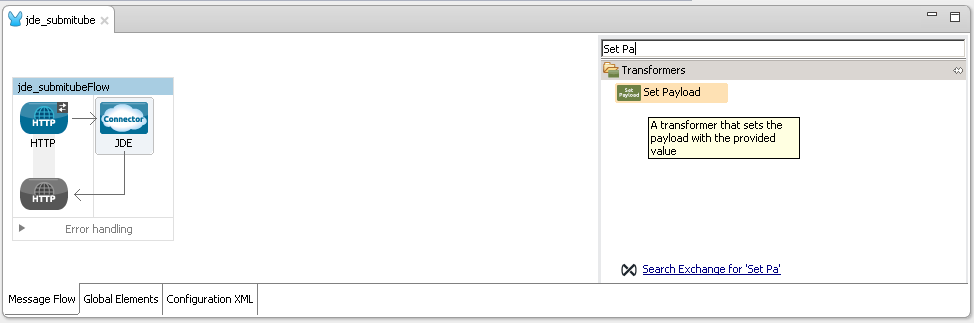 jde_submitube
Set Pa
Transformers
Set Payload
Set Payload
A transformer that sets the
payload with the provided
value
jde_submitubeFlow
HTTP
Connector
HTTP
JDE
HTTP
Error handling
Search Exchange for 'Set Pa'
Message Flow
Global Elements
Configuration XML